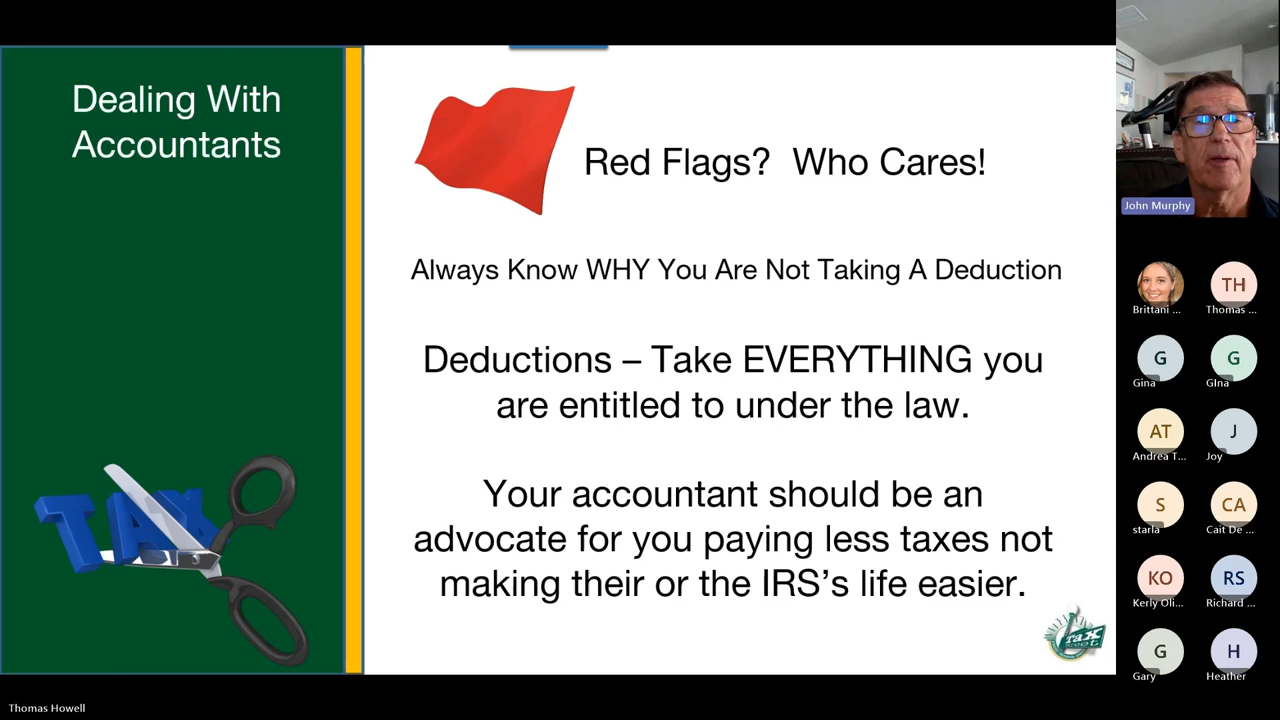 Dealing With
Accountants
Red Flags? Who Cares!
Always Know WHY You Are Not Taking A Deduction
Deductions – Take EVERYTHING you
are entitled to under the law.
Your accountant should be an
advocate for you paying less taxes not
making their or the IRS's life easier.
TAX
Tax
John Murphy
Brittani ...
TH
Thomas ...
G
Gina
G
GIna
AT
Andrea T...
J
Joy
S
starla
CA
Cait De ...
KO
Kerly Oli...
RS
Richard ...
G
Gary
H
Heather
Thomas Howell